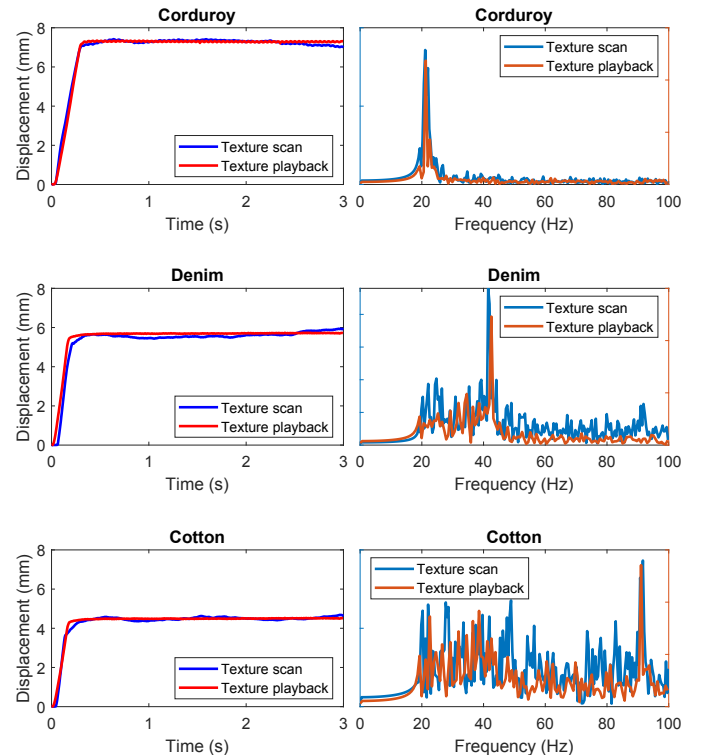 Corduroy
Displacement (mm)
8
6
4
2
0
Texture scan
Texture playback
0 1 2 3
Time (s)
Corduroy
Texture scan
Texture playback
0 20 40 60 80 100
Frequency (Hz)
Denim
Displacement (mm)
8
6
4
2
0
Texture scan
Texture playback
0 1 2 3
Time (s)
Denim
Texture scan
Texture playback
0 20 40 60 80 100
Frequency (Hz)
Cotton
Displacement (mm)
8
6
4
2
0
Texture scan
Texture playback
0 1 2 3
Time (s)
Cotton
Texture scan
Texture playback
0 20 40 60 80 100
Frequency (Hz)